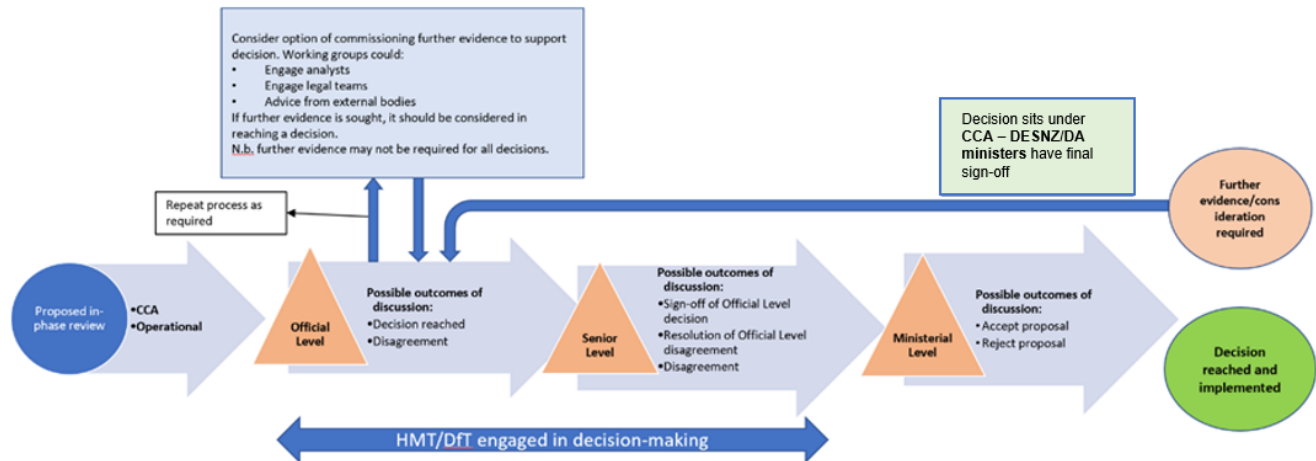 Consider option of commissioning further evidence to support
decision. Working groups could:
• Engage analysts
• Engage legal teams
• Advice from external bodies
If further evidence is sought, it should be considered in
reaching a decision.
N.b. further evidence may not be required for all decisions.
Decision sits under
CCA – DESNZ/DA
ministers have final
sign-off
Further
evidence/cons
ideration
required
Repeat process as
required
Proposed in-
phase review
•CCA
•Operational
Official
Level
Possible outcomes of
discussion:
•Decision reached
•Disagreement
Senior
Level
Possible outcomes of
discussion:
•Sign-off of Official Level
decision
•Resolution of Official Level
disagreement
•Disagreement
Ministerial
Level
Possible outcomes of
discussion:
• Accept proposal
• Reject proposal
Decision
reached and
implemented
HMT/DfT engaged in decision-making